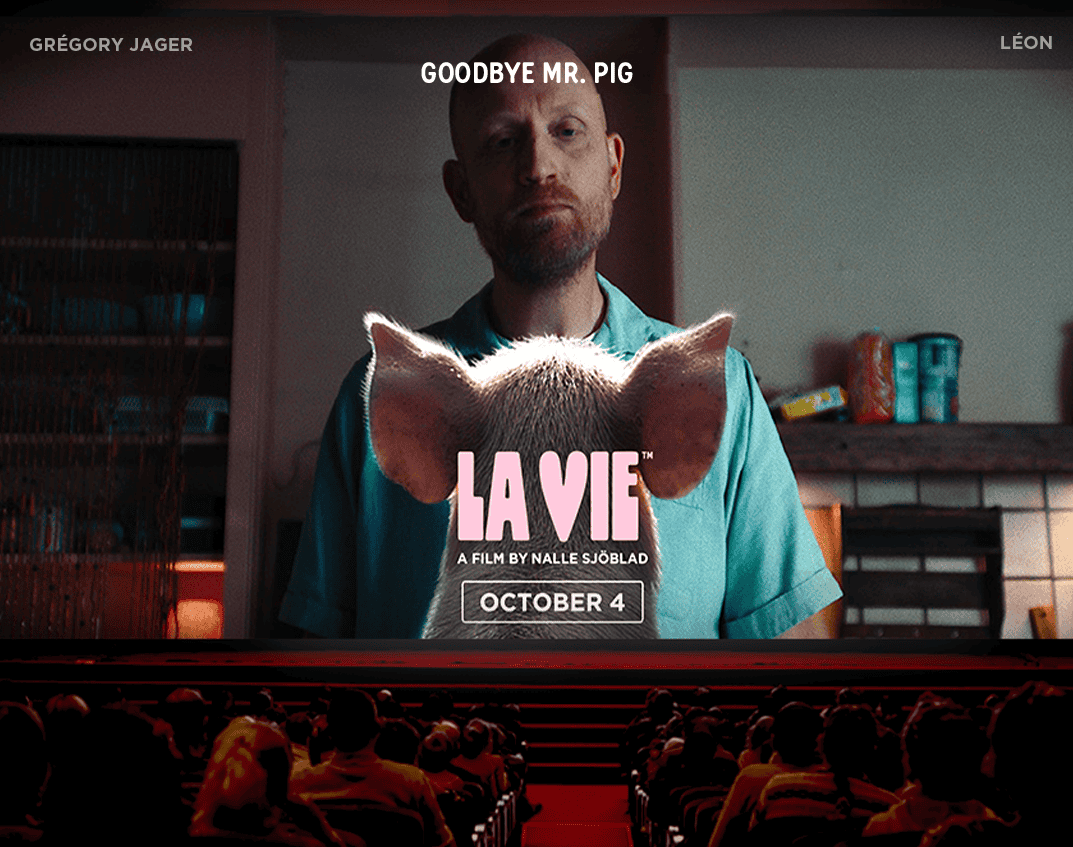 GRÉGORY JAGER
LÉON
GOODBYE MR. PIG
LA VIE™
A FILM BY NALLE SJÖBLAD
OCTOBER 4